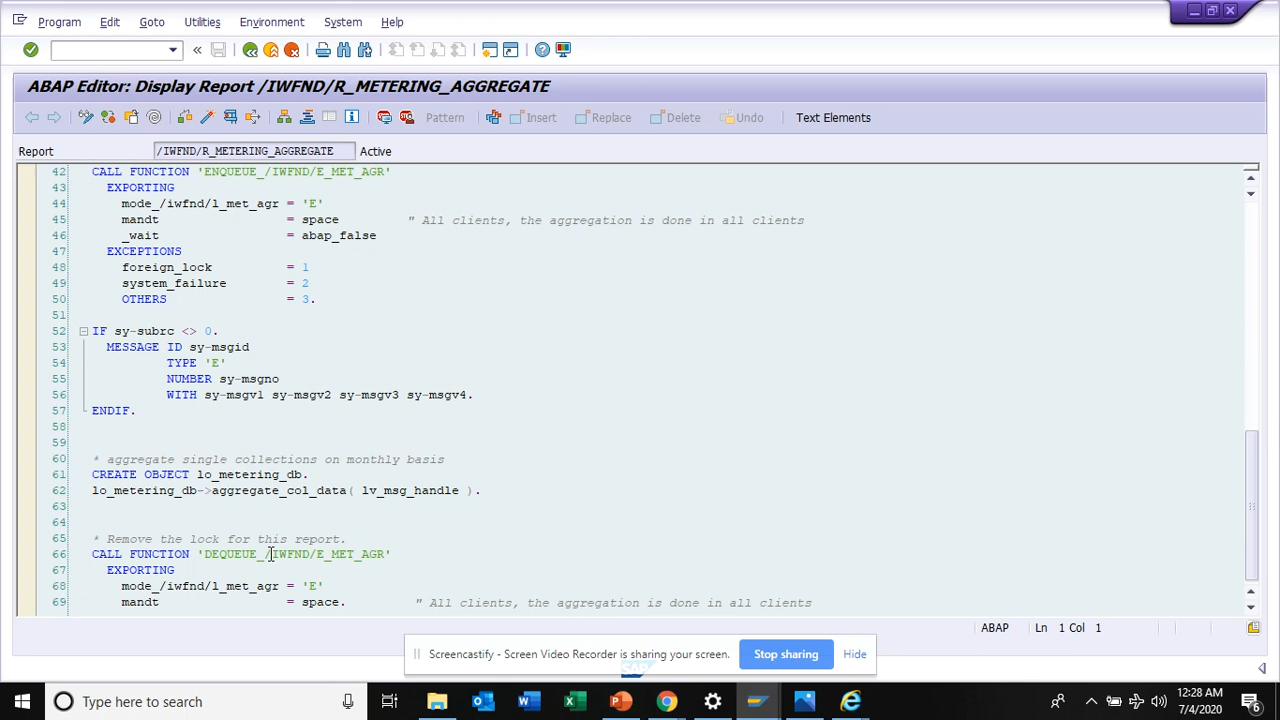 Program Edit Goto Utilities Environment System Help
ABAP Editor: Display Report /IWFND/R_METERING_AGGREGATE
Pattern Insert Replace Delete Undo Text Elements
Report /IWFND/R_METERING_AGGREGATE Active
42 CALL FUNCTION 'ENQUEUE_/IWFND/E_MET_AGR'
43 EXPORTING
44 mode_/iwfnd/l_met_agr = 'E'
45 mandt = space " All clients, the aggregation is done in all clients
46 _wait = abap_false
47 EXCEPTIONS
48 foreign_lock = 1
49 system_failure = 2
50 OTHERS = 3.
51
52 IF sy-subrc <> 0.
53 MESSAGE ID sy-msgid
54 TYPE 'E'
55 NUMBER sy-msgno
56 WITH sy-msgv1 sy-msgv2 sy-msgv3 sy-msgv4.
57 ENDIF.
58
59
60 * aggregate single collections on monthly basis
61 CREATE OBJECT lo_metering_db.
62 lo_metering_db->aggregate_col_data( lv_msg_handle ).
63
64
65 * Remove the lock for this report.
66 CALL FUNCTION 'DEQUEUE_/IWFND/E_MET_AGR'
67 EXPORTING
68 mode_/iwfnd/l_met_agr = 'E'
69 mandt = space. " All clients, the aggregation is done in all clients
ABAP Ln 1 Col 1
Screencastify - Screen Video Recorder is sharing your screen. Stop sharing Hide
SAP
Type here to search
12:28 AM
7/4/2020
6